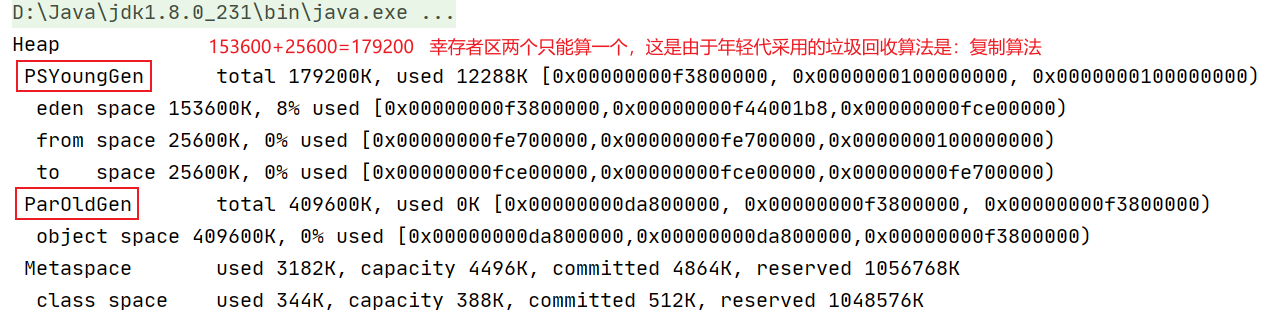 D:\Java\jdk1.8.0_231\bin\java.exe ...
Heap 153600+25600=179200 幸存者区两个只能算一个，这是由于年轻代采用的垃圾回收算法是：复制算法
PSYoungGen total 179200K, used 12288K [0x00000000f3800000, 0x0000000100000000, 0x0000000100000000)
eden space 153600K, 8% used [0x00000000f3800000,0x00000000f44001b8,0x00000000fce00000)
from space 25600K, 0% used [0x00000000fe700000,0x00000000fe700000,0x0000000100000000)
to space 25600K, 0% used [0x00000000fce00000,0x00000000fce00000,0x00000000fe700000)
ParOldGen total 409600K, used 0K [0x00000000da800000, 0x00000000f3800000, 0x00000000f3800000)
object space 409600K, 0% used [0x00000000da800000,0x00000000da800000,0x00000000f3800000)
Metaspace used 3182K, capacity 4496K, committed 4864K, reserved 1056768K
class space used 344K, capacity 388K, committed 512K, reserved 1048576K